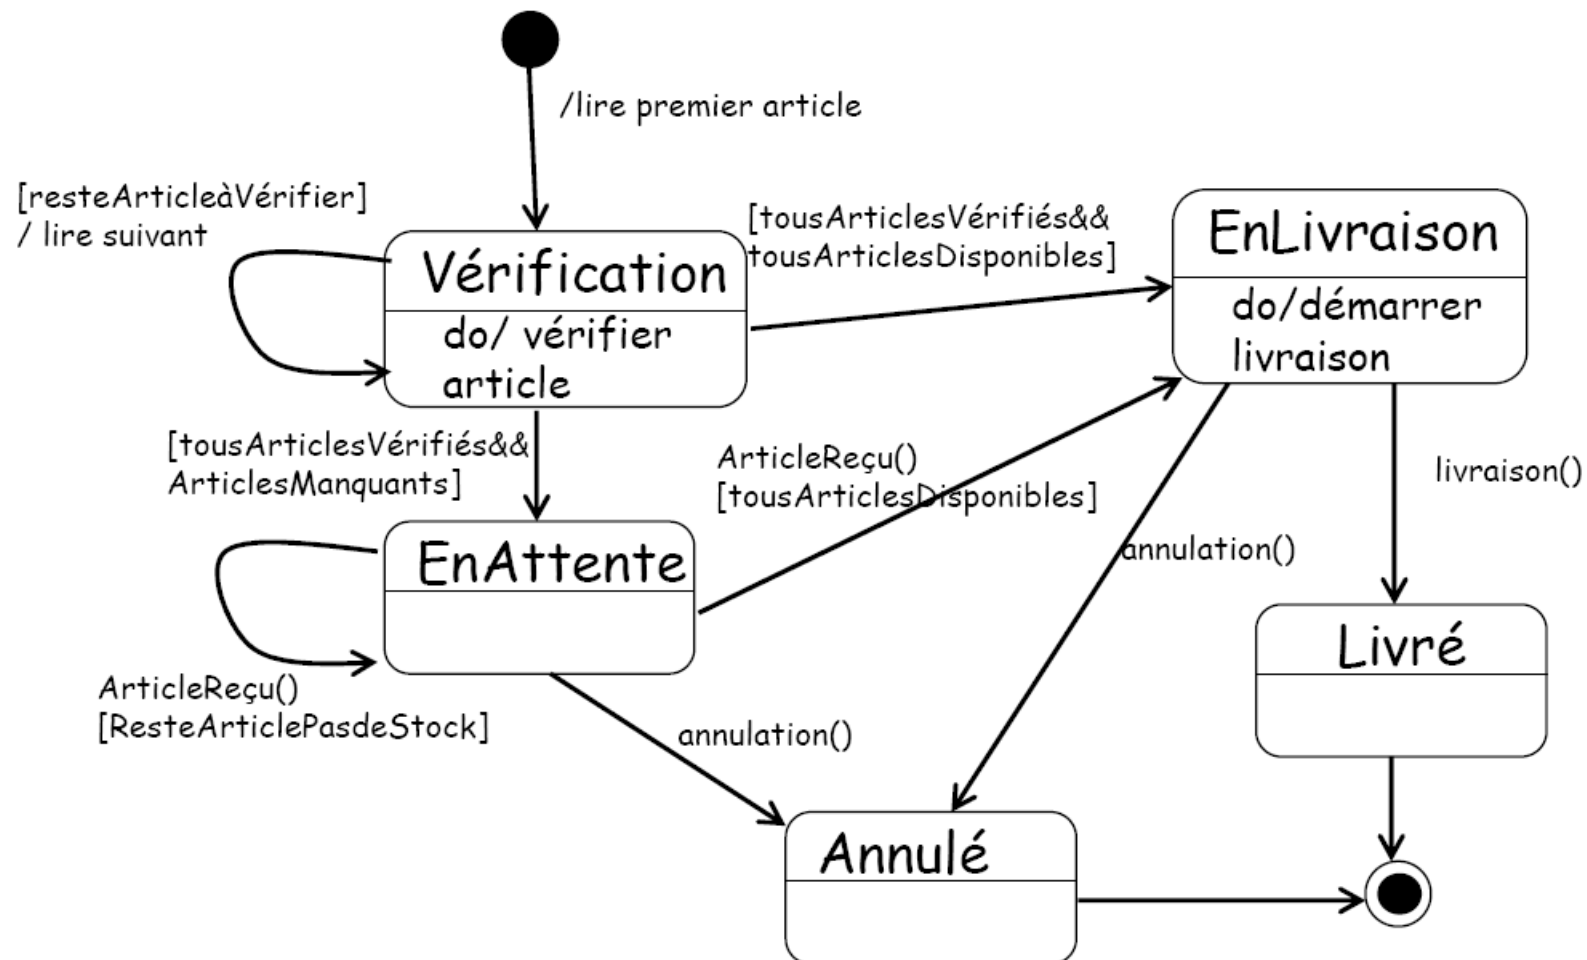 /lire premier article
[resteArticleàVérifier]
/ lire suivant
Vérification
do/ vérifier
article
[tousArticlesVérifiés&&
tousArticlesDisponibles]
EnLivraison
do/démarrer
livraison
[tousArticlesVérifiés&&
ArticlesManquants]
ArticleReçu()
[tousArticlesDisponibles]
livraison()
annulation()
EnAttente
ArticleReçu()
[ResteArticlePasdeStock]
annulation()
Livré
Annulé